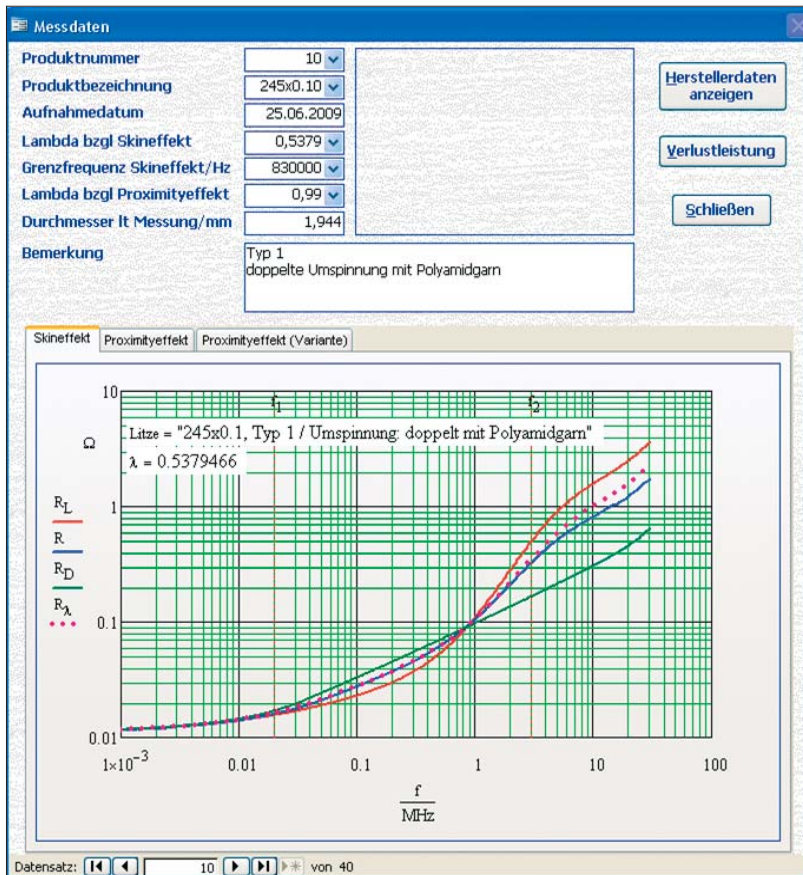 Messdaten
Produktnummer 10
Produktbezeichnung 245x0.10
Aufnahmedatum 25.06.2009
Lambda bzgl Skineffekt 0,5379
Grenzfrequenz Skineffekt/Hz 830000
Lambda bzgl Proximityeffekt 0,99
Durchmesser lt Messung/mm 1,944
Herstellerdaten
anzeigen
Verlustleistung
Schließen
Bemerkung
Typ 1
doppelte Umspinnung mit Polyamidgarn
Skineffekt Proximityeffekt Proximityeffekt (Variante)
10
f₁ f₂
Litze = "245x0.1, Typ 1 / Umspinnung: doppelt mit Polyamidgarn"
Ω
λ = 0.5379466
1
R_L
R
R_D
R_λ
0.1
0.01
1×10⁻³ 0.01 0.1 1 10 100
f
MHz
Datensatz: 10 von 40